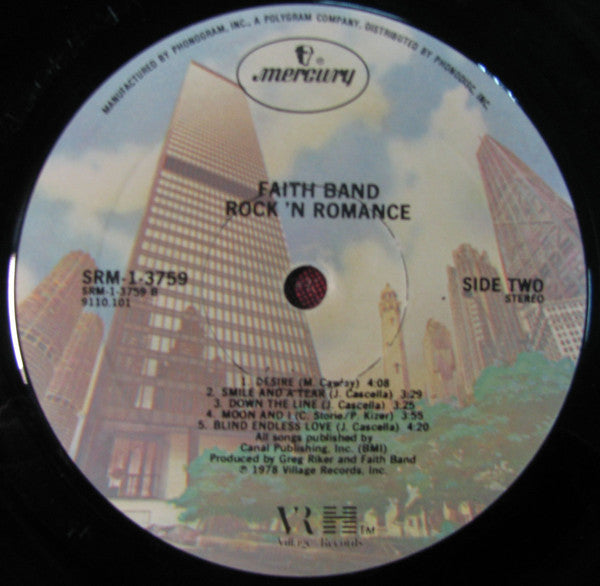 MANUFACTURED BY PHONOGRAM, INC., A POLYGRAM COMPANY, DISTRIBUTED BY PHONODISC, INC.
mercury ®
FAITH BAND
ROCK 'N ROMANCE
SRM-1-3759
SRM-1-3759 B
9110.101
SIDE TWO
STEREO
1. DESIRE (M. Cawley) 4:08
2. SMILE AND A TEAR (J. Cascella) 3:29
3. DOWN THE LINE (J. Cascella) 3:25
4. MOON AND I (C. Storie/P. Kizer) 3:55
5. BLIND ENDLESS LOVE (J. Cascella) 4:20
All songs published by
Canal Publishing, Inc. (BMI)
Produced by Greg Riker and Faith Band
℗ 1978 Village Records, Inc.
VR TM
Village Records